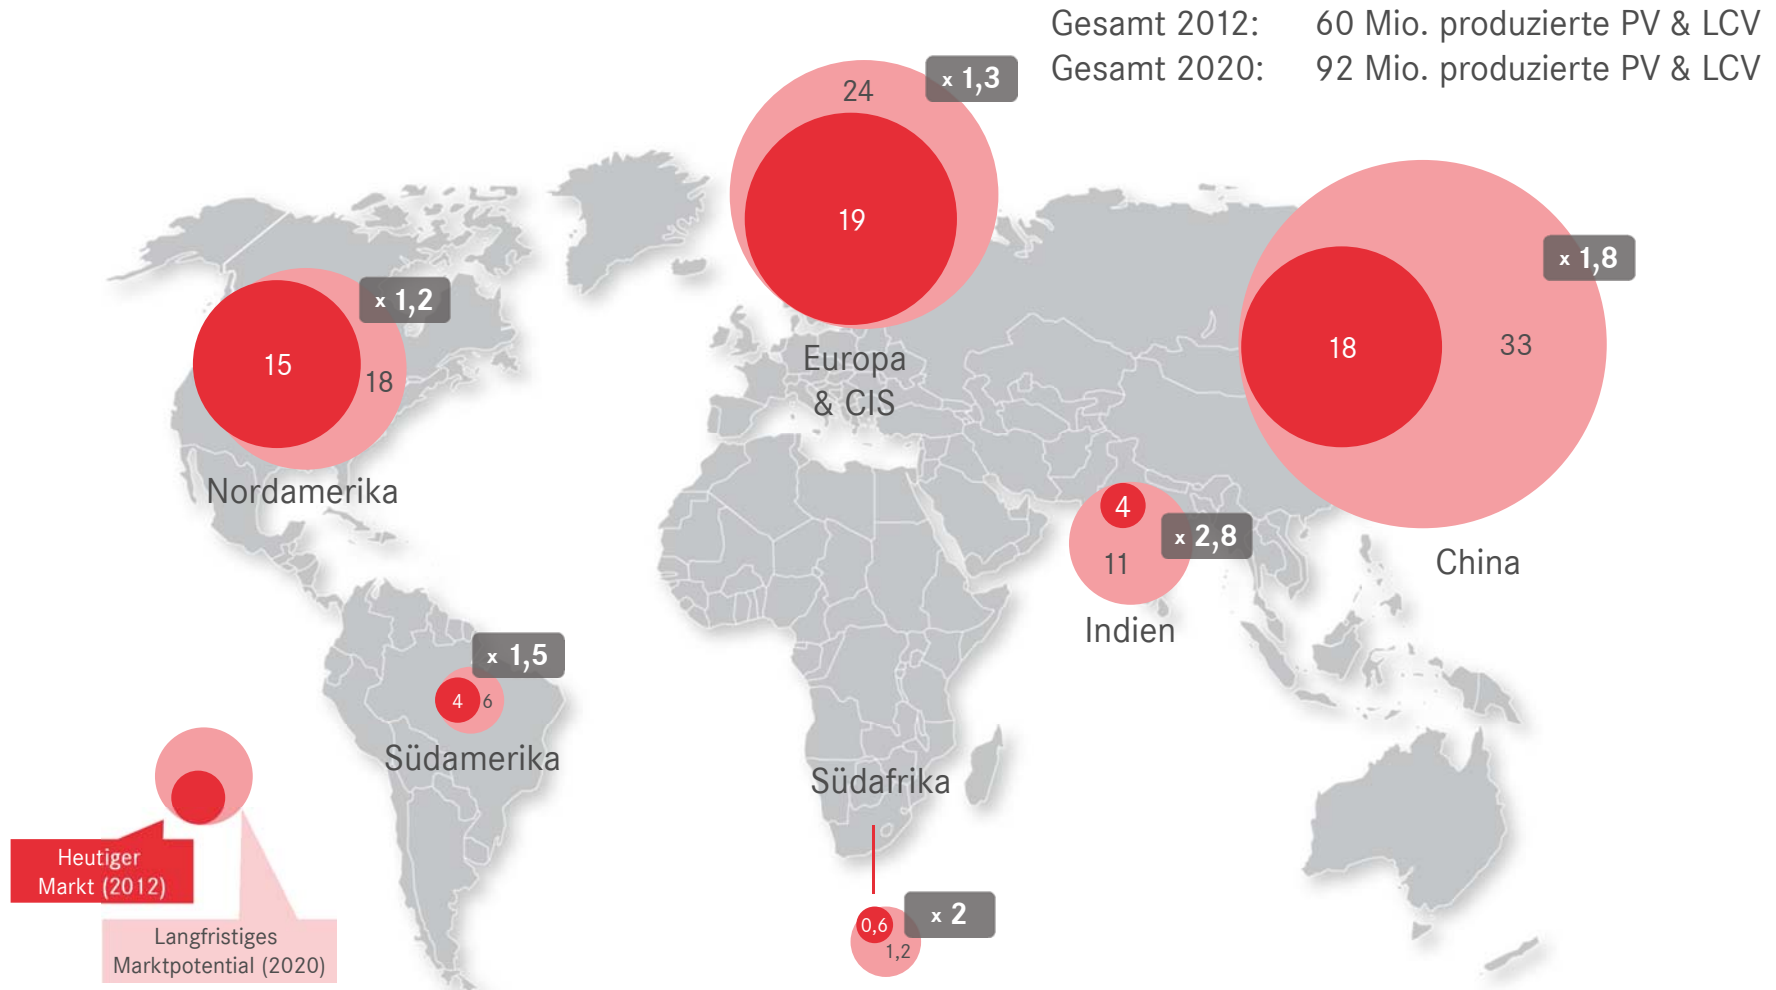 Gesamt 2012: 60 Mio. produzierte PV & LCV
Gesamt 2020: 92 Mio. produzierte PV & LCV
x 1,3
24
19
Europa
& CIS
x 1,2
15
18
Nordamerika
x 1,8
18
33
China
4
x 2,8
11
Indien
x 1,5
4
6
Südamerika
Südafrika
x 2
0,6
1,2
Heutiger
Markt (2012)
Langfristiges
Marktpotential (2020)